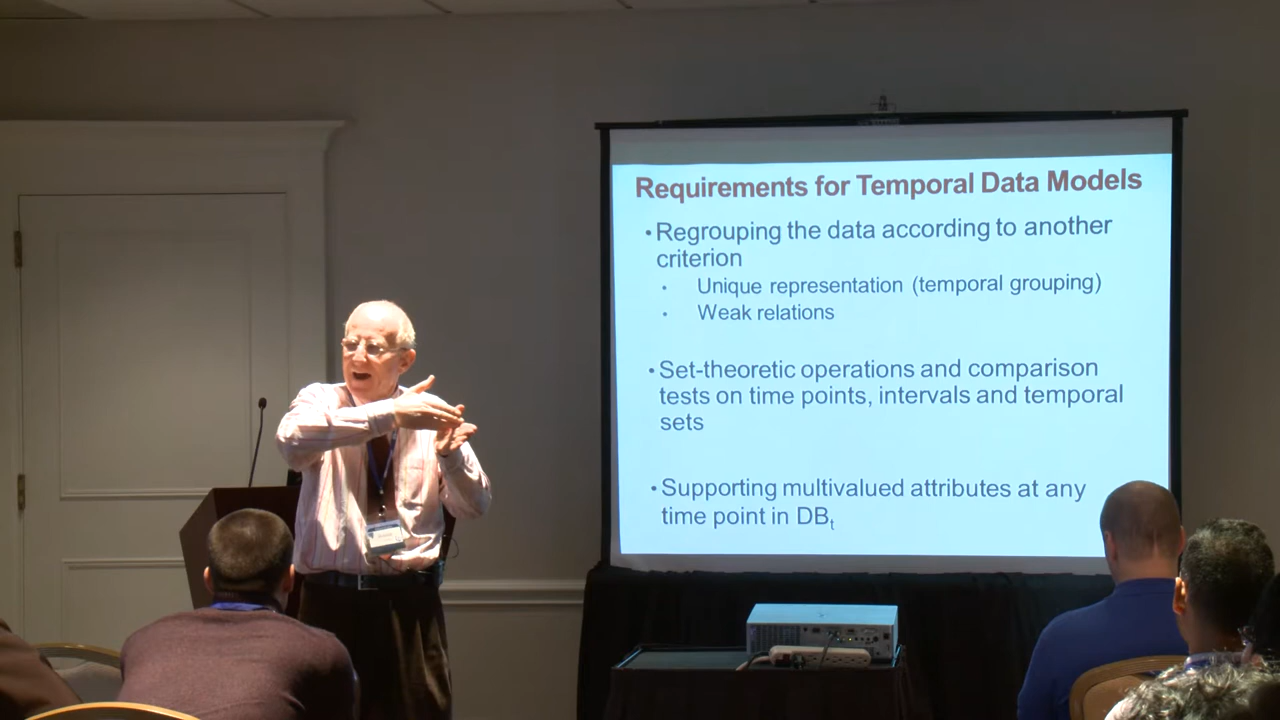 Requirements for Temporal Data Models
• Regrouping the data according to another
criterion
• Unique representation (temporal grouping)
• Weak relations
• Set-theoretic operations and comparison
tests on time points, intervals and temporal
sets
• Supporting multivalued attributes at any
time point in DBt